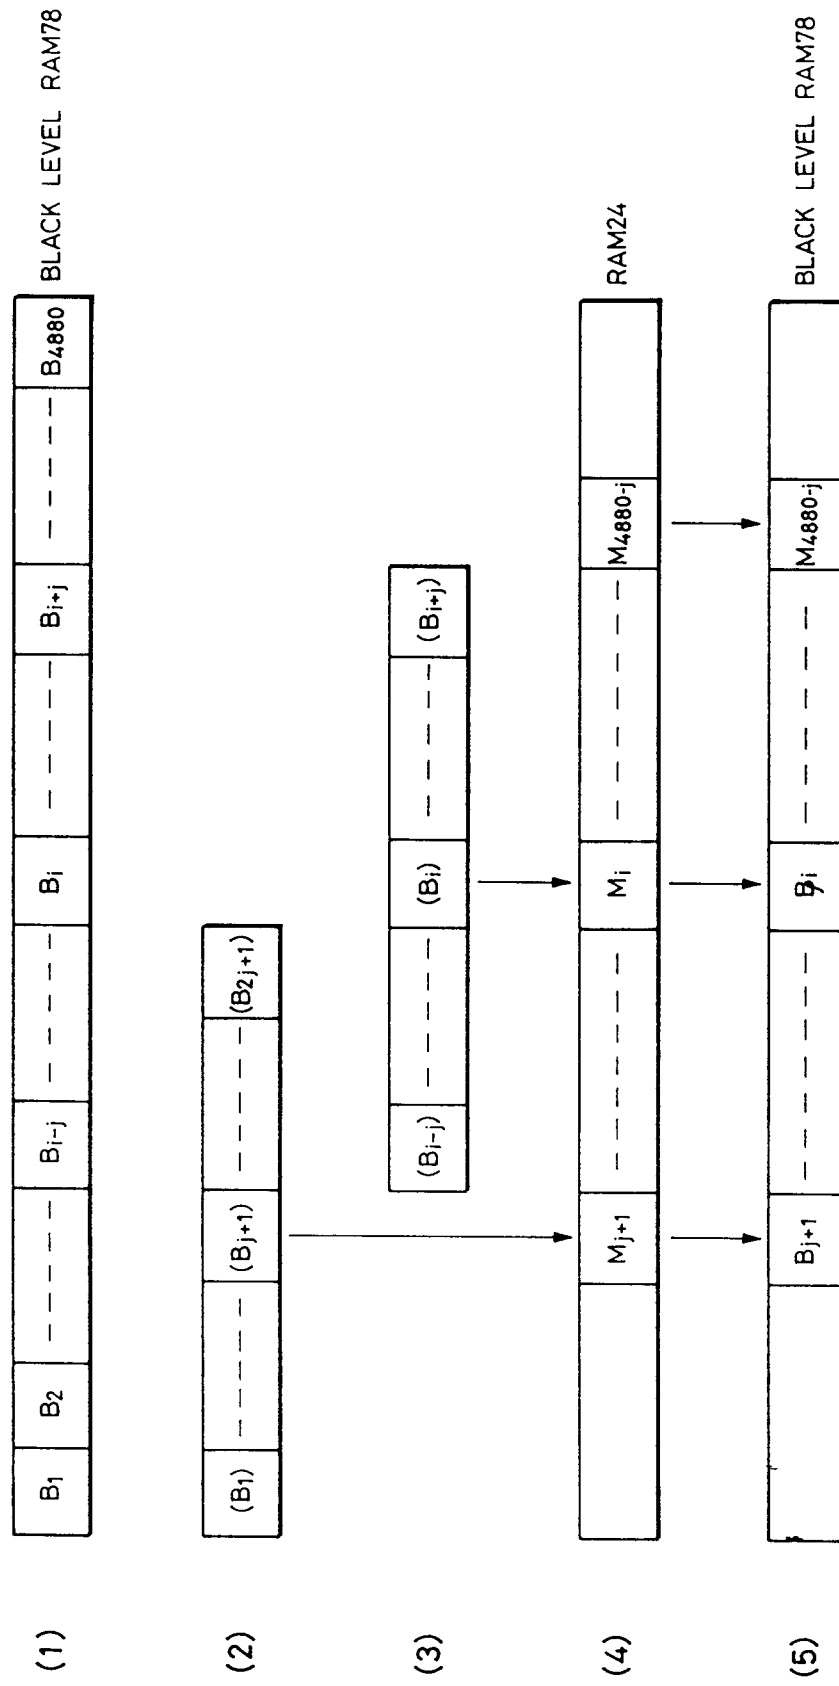 (1) B1 B2 ----- Bi-j ----- Bi ----- Bi+j ----- B4880 BLACK LEVEL RAM78
(2) (B1) ----- (Bj+1) ----- (B2j+1)
(3) (Bi-j) ----- (Bi) ----- (Bi+j)
(4) Mj+1 ------- Mi ------ M4880-j RAM24
(5) Bj+1 ------- Bi ------ M4880-j BLACK LEVEL RAM78